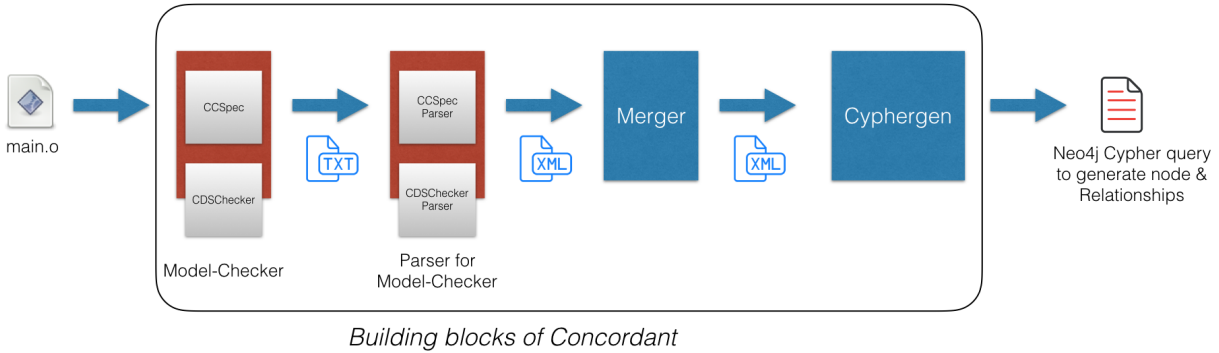 main.o
CCSpec
CDSChecker
Model-Checker
TXT
CCSpec
Parser
CDSChecker
Parser
Parser for
Model-Checker
XML
Merger
XML
Cyphergen
Neo4j Cypher query
to generate node &
Relationships
Building blocks of Concordant